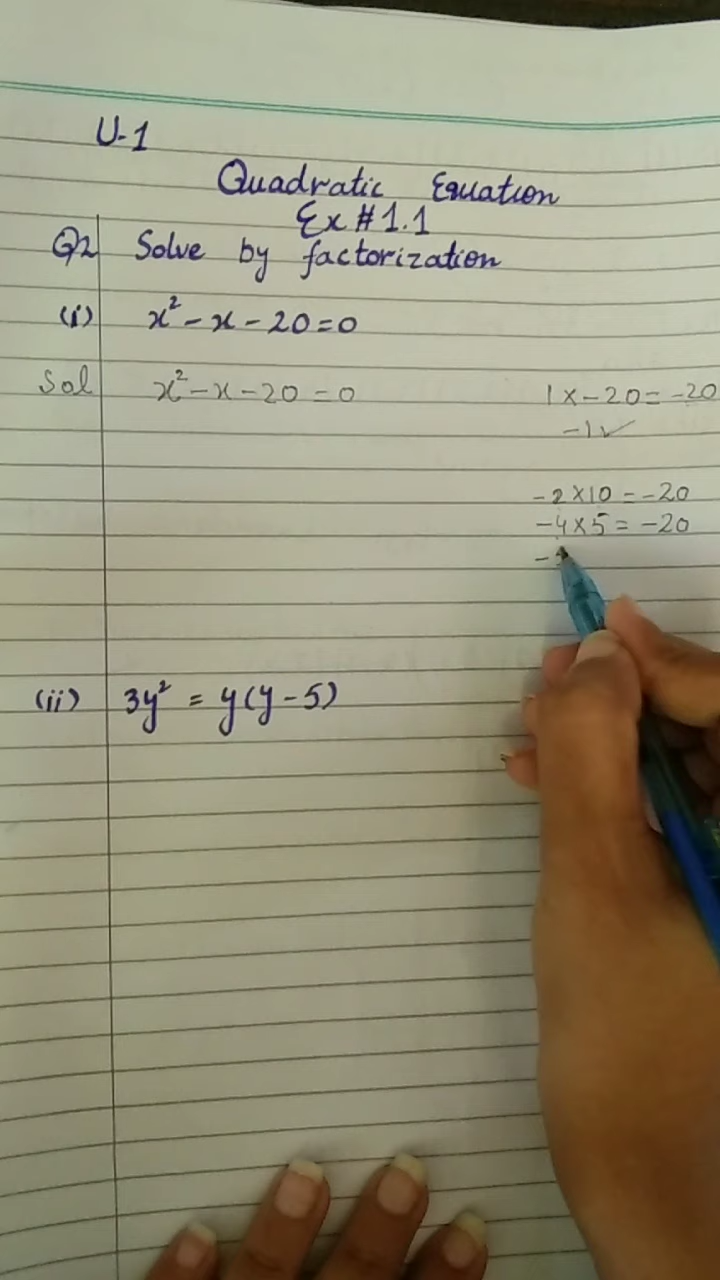 U-1
Quadratic Equation
Ex # 1.1
Q2 Solve by factorization
(i) x² - x - 20 = 0
Sol x² - x - 20 = 0
1 x - 20 = -20
-1 ✓
-2 × 10 = -20
-4 × 5 = -20
-
(ii) 3y² = y(y - 5)